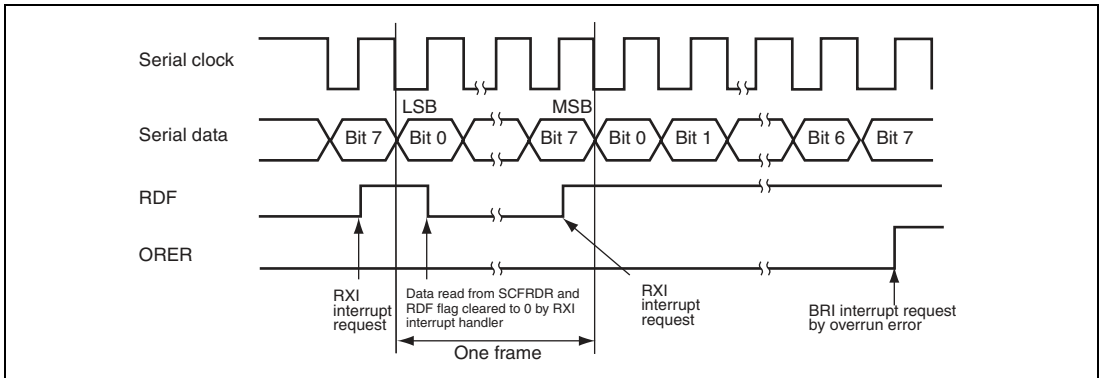 Serial clock
LSB MSB
Serial data Bit 7 Bit 0 Bit 7 Bit 0 Bit 1 Bit 6 Bit 7
RDF
ORER
RXI
interrupt
request
Data read from SCFRDR and
RDF flag cleared to 0 by RXI
interrupt handler
RXI
interrupt
request
BRI interrupt request
by overrun error
One frame